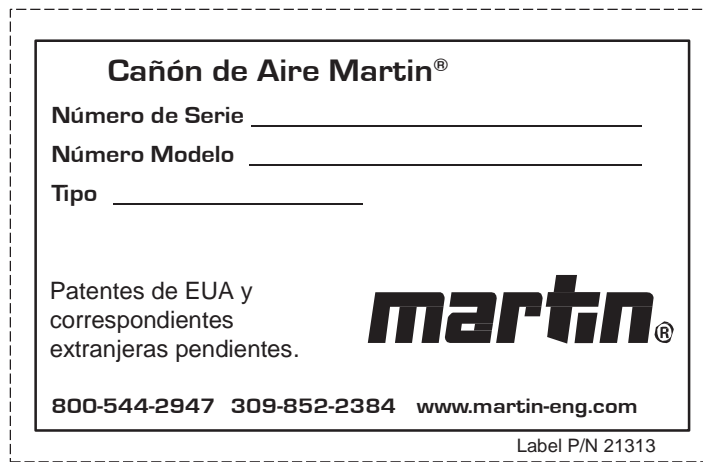 Cañón de Aire Martin®
Número de Serie
Número Modelo
Tipo
Patentes de EUA y
correspondientes
extranjeras pendientes.
martin®
800-544-2947 309-852-2384 www.martin-eng.com
Label P/N 21313